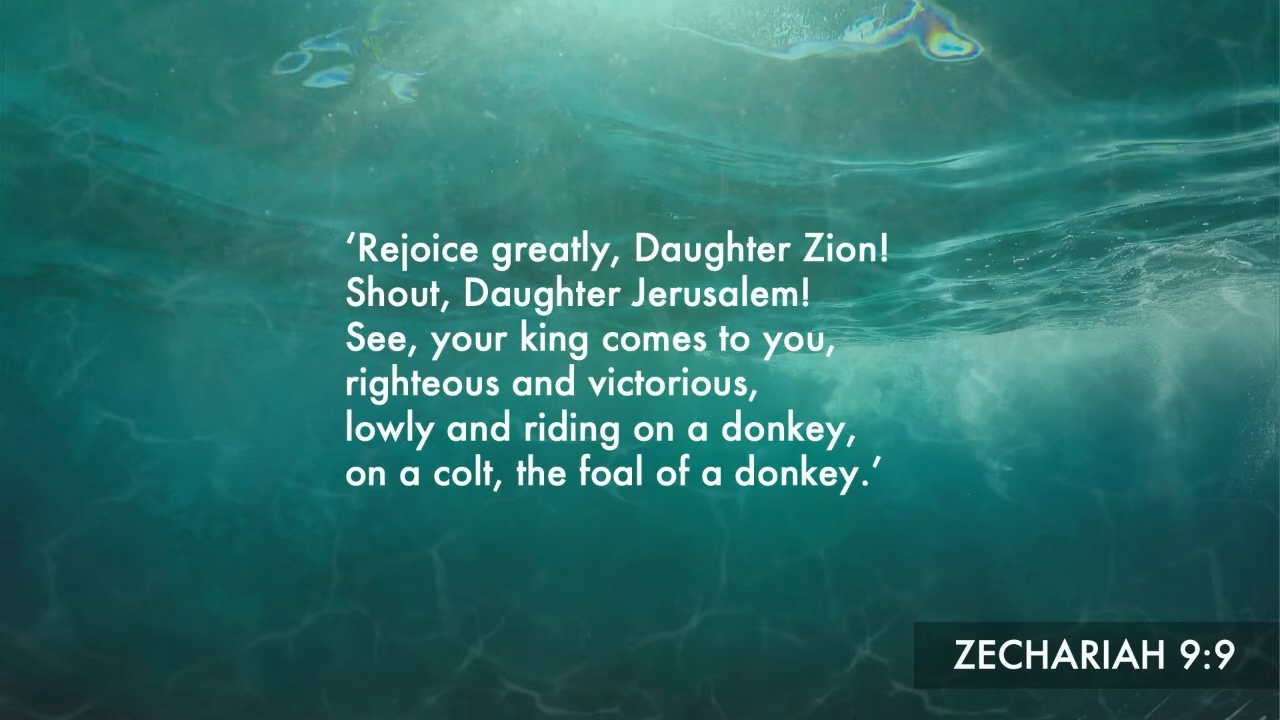 ‘Rejoice greatly, Daughter Zion!
Shout, Daughter Jerusalem!
See, your king comes to you,
righteous and victorious,
lowly and riding on a donkey,
on a colt, the foal of a donkey.’
ZECHARIAH 9:9